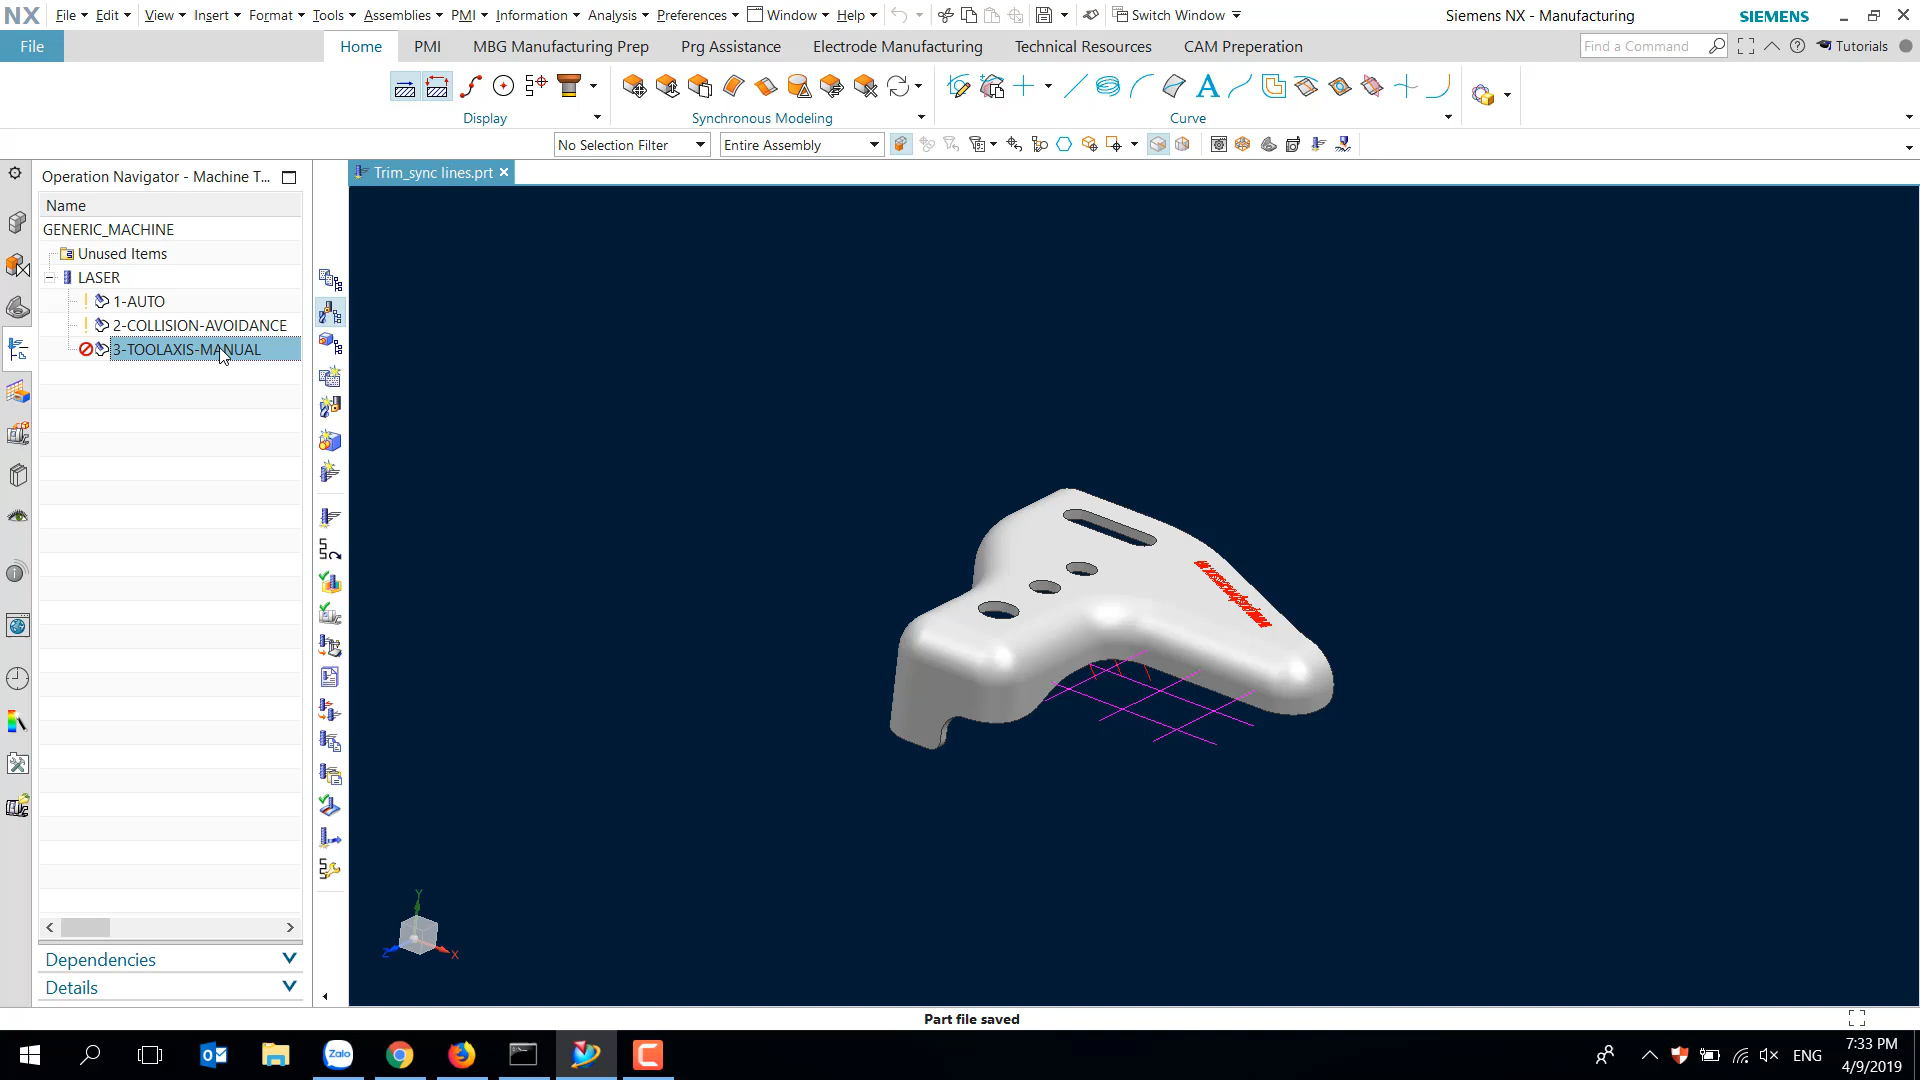 NX File Edit View Insert Format Tools Assemblies PMI Information Analysis Preferences Window Help Switch Window Siemens NX - Manufacturing SIEMENS
File Home PMI MBG Manufacturing Prep Prg Assistance Electrode Manufacturing Technical Resources CAM Preperation Find a Command Tutorials
Display Synchronous Modeling Curve
No Selection Filter Entire Assembly
Operation Navigator - Machine T... Trim_sync lines.prt
Name
GENERIC_MACHINE
Unused Items
LASER
1-AUTO
2-COLLISION-AVOIDANCE
3-TOOLAXIS-MANUAL
Y
Z X
Dependencies
Details
Part file saved
Zalo ENG 7:33 PM
4/9/2019